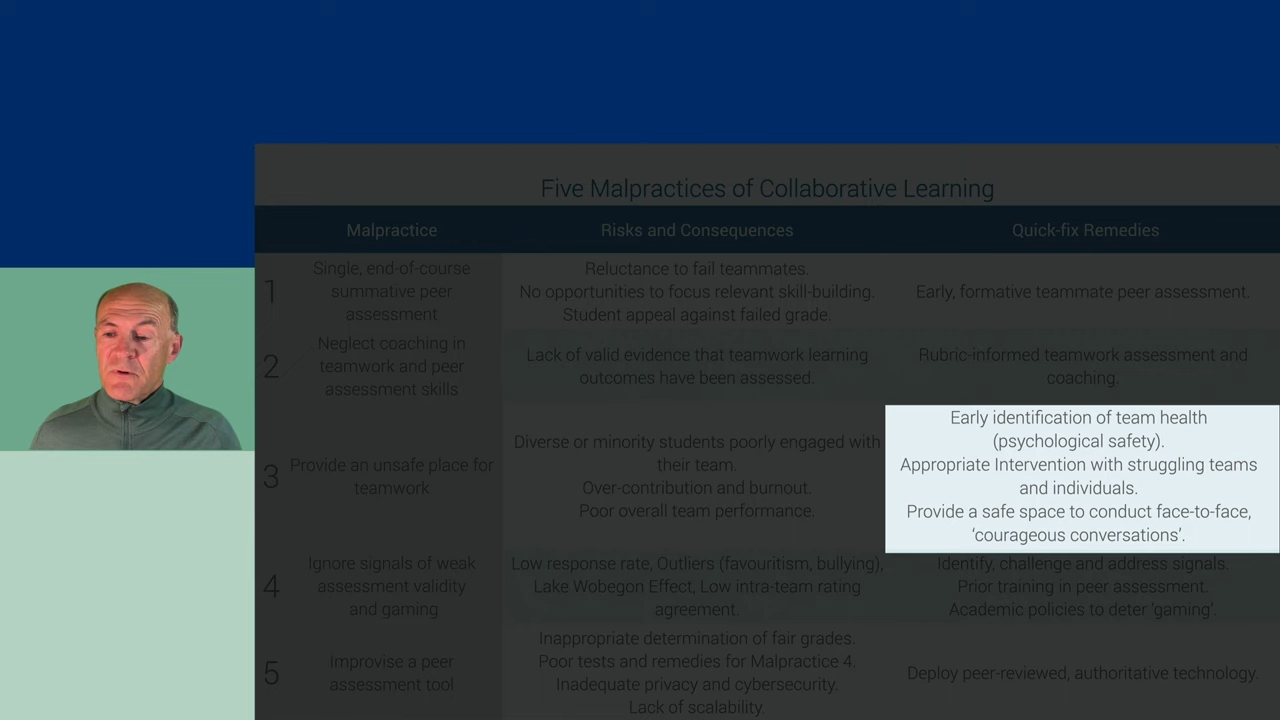 Five Malpractices of Collaborative Learning
Malpractice
Risks and Consequences
Quick-fix Remedies
1
Single, end-of-course
summative peer
assessment
Reluctance to fail teammates.
No opportunities to focus relevant skill-building.
Student appeal against failed grade.
Early, formative teammate peer assessment.
2
Neglect coaching in
teamwork and peer
assessment skills
Lack of valid evidence that teamwork learning
outcomes have been assessed.
Rubric-informed teamwork assessment and
coaching.
3
Provide an unsafe place for
teamwork
Diverse or minority students poorly engaged with
their team.
Over-contribution and burnout.
Poor overall team performance.
Early identification of team health
(psychological safety).
Appropriate Intervention with struggling teams
and individuals.
Provide a safe space to conduct face-to-face,
‘courageous conversations’.
4
Ignore signals of weak
assessment validity
and gaming
Low response rate, Outliers (favouritism, bullying),
Lake Wobegon Effect, Low intra-team rating
agreement.
Identify, challenge and address signals.
Prior training in peer assessment.
Academic policies to deter ‘gaming’.
5
Improvise a peer
assessment tool
Inappropriate determination of fair grades.
Poor tests and remedies for Malpractice 4.
Inadequate privacy and cybersecurity.
Lack of scalability.
Deploy peer-reviewed, authoritative technology.